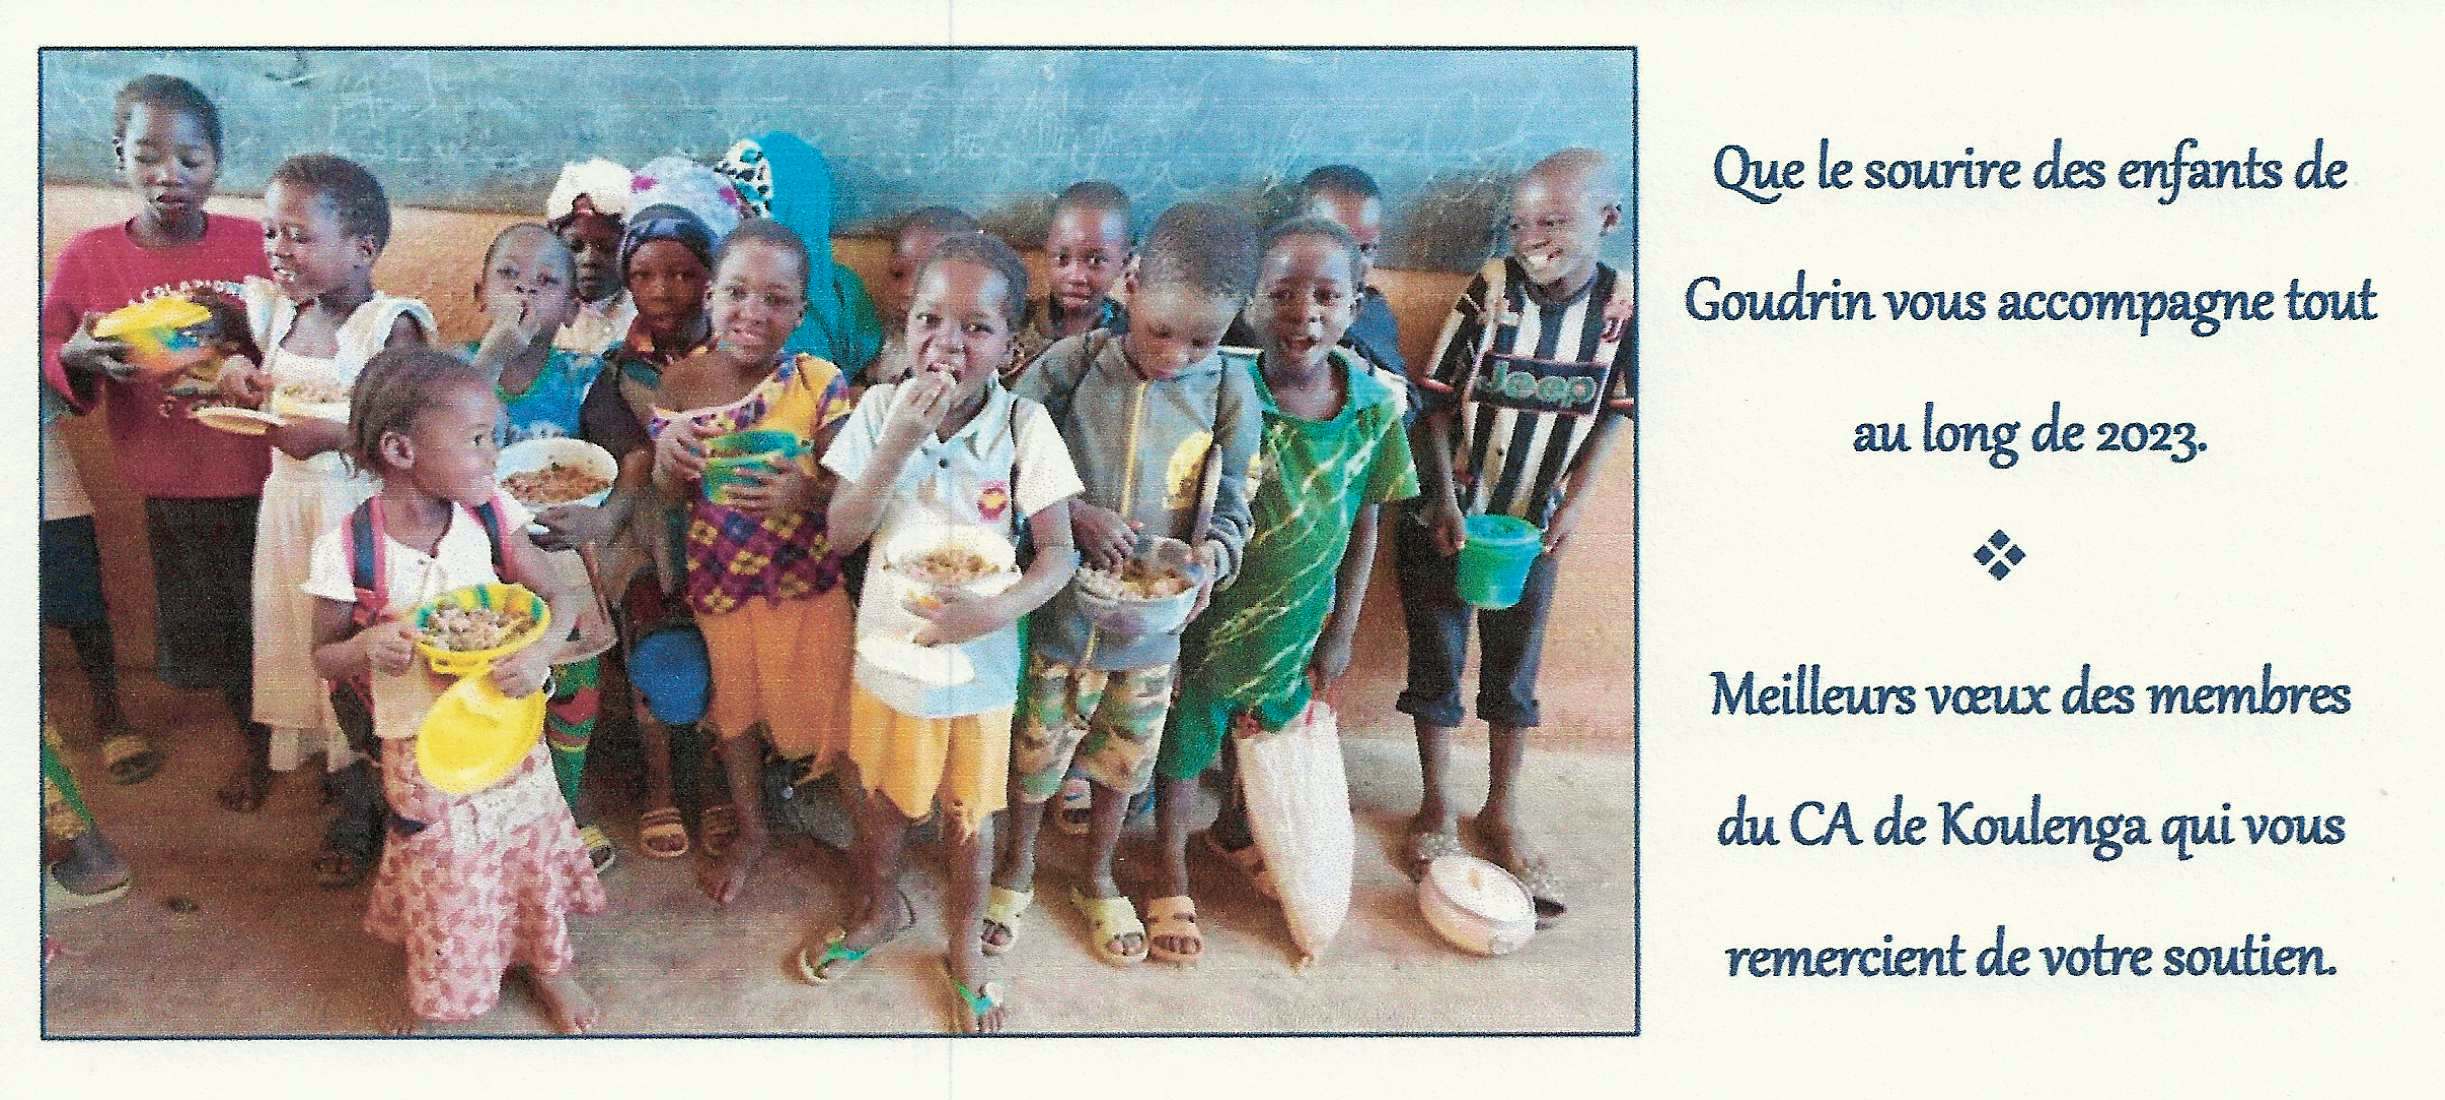 Que le sourire des enfants de
Goudrin vous accompagne tout
au long de 2023.
Meilleurs vœux des membres
du CA de Koulenga qui vous
remercient de votre soutien.
Jeep